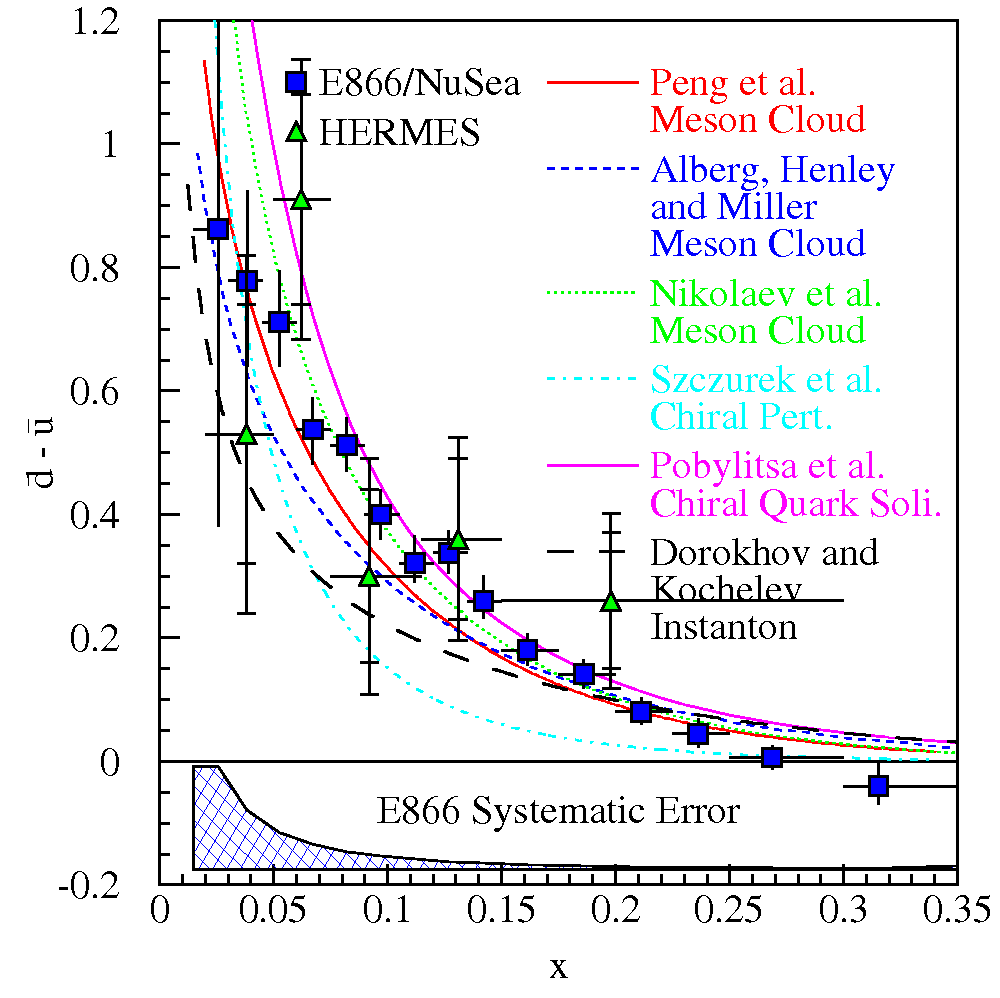 1.2
1
0.8
0.6
0.4
0.2
0
-0.2
d̄ - ū
E866/NuSea
HERMES
Peng et al.
Meson Cloud
Alberg, Henley
and Miller
Meson Cloud
Nikolaev et al.
Meson Cloud
Szczurek et al.
Chiral Pert.
Pobylitsa et al.
Chiral Quark Soli.
Dorokhov and
Kochelev
Instanton
E866 Systematic Error
0 0.05 0.1 0.15 0.2 0.25 0.3 0.35
x